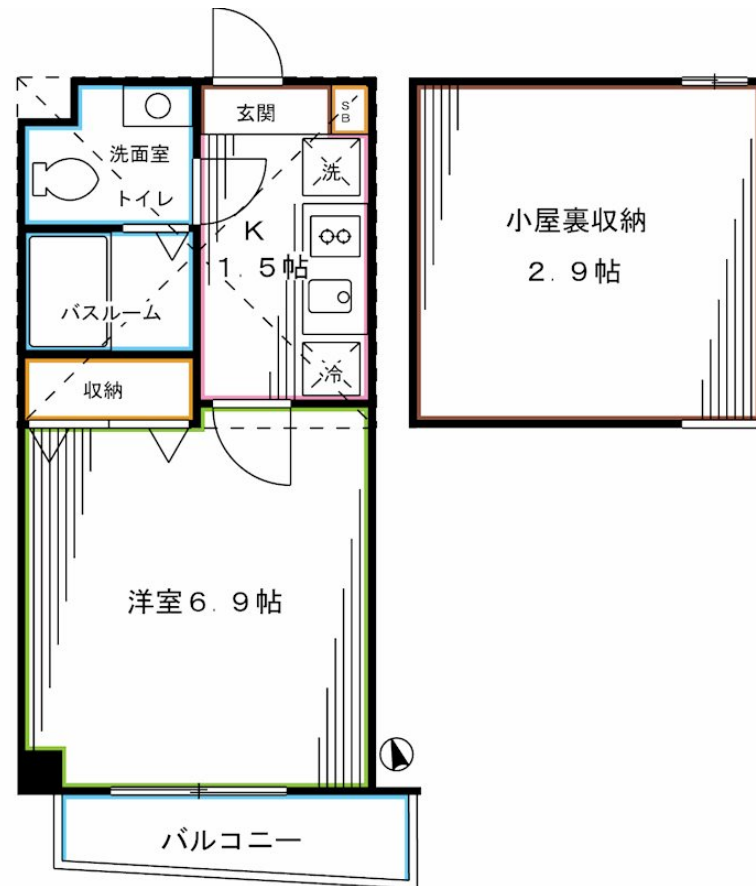 玄関
SB
洗面室
トイレ
洗
K
1.5帖
バスルーム
冷
収納
洋室6.9帖
バルコニー
小屋裏収納
2.9帖